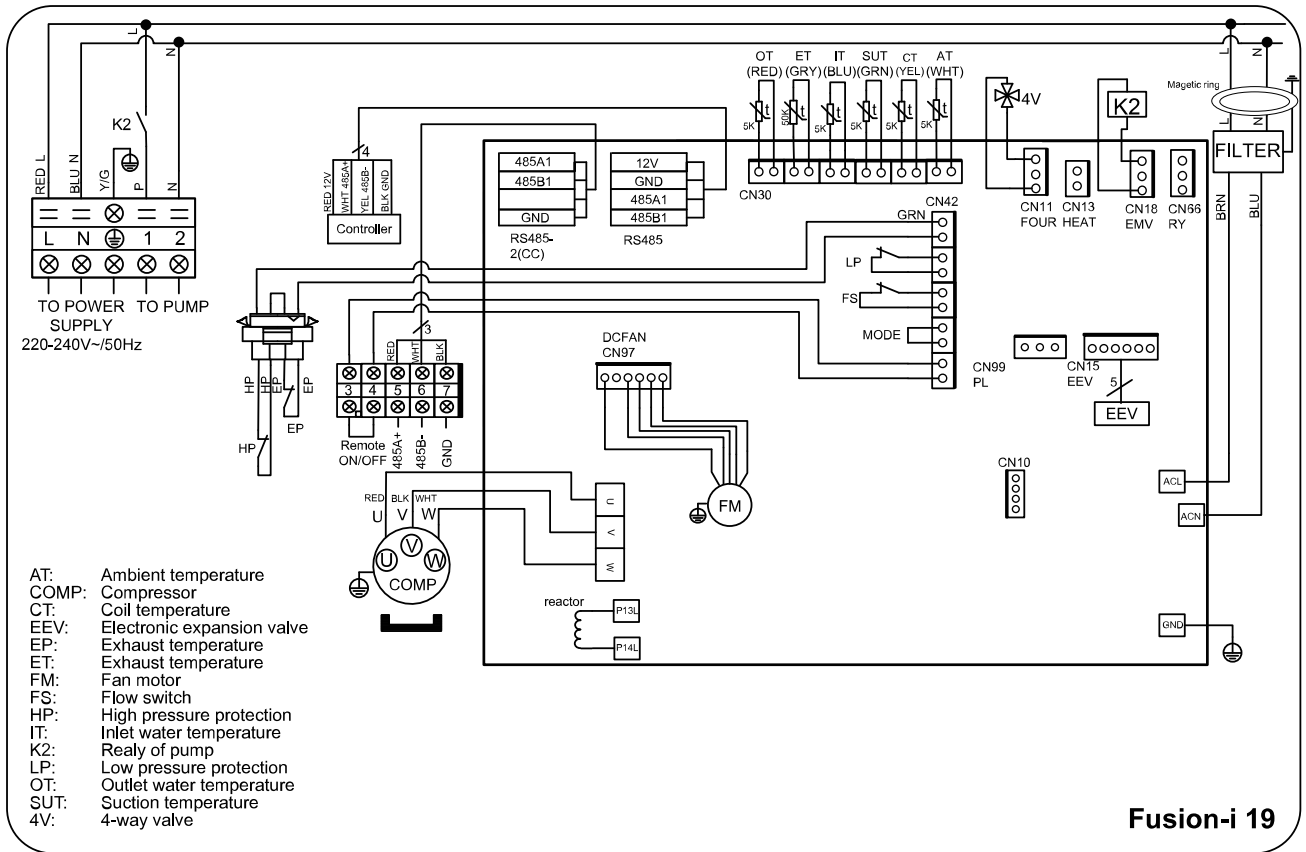 L
N
K2
RED L
BLU N
Y/G
P
N
L N 1 2
TO POWER SUPPLY
220-240V~/50Hz
TO PUMP
4
RED 12V
WHT 485A+
YEL 485B-
BLK GND
Controller
485A1
485B1
GND
RS485-
2(CC)
12V
GND
485A1
485B1
RS485
OT ET IT SUT CT AT
(RED) (GRY) (BLU) (GRN) (YEL) (WHT)
t t t t t t
5K 50K 5K 5K 5K 5K
CN30
4V
K2
CN11
FOUR
CN13
HEAT
CN18
EMV
CN66
RY
L N
Magetic ring
L N
FILTER
BRN
BLU
CN42
GRN
LP
FS
MODE
CN99
PL
CN15
EEV
5
EEV
DCFAN
CN97
FM
CN10
ACL
ACN
GND
HP
HP
EP
EP
HP
EP
3
RED
WHT
BLK
3 4 5 6 7
Remote
ON/OFF
485A+
485B-
GND
RED BLK WHT
U V W
U V W
COMP
U
V
W
reactor
P13L
P14L
AT: Ambient temperature
COMP: Compressor
CT: Coil temperature
EEV: Electronic expansion valve
EP: Exhaust temperature
ET: Exhaust temperature
FM: Fan motor
FS: Flow switch
HP: High pressure protection
IT: Inlet water temperature
K2: Realy of pump
LP: Low pressure protection
OT: Outlet water temperature
SUT: Suction temperature
4V: 4-way valve
Fusion-i 19